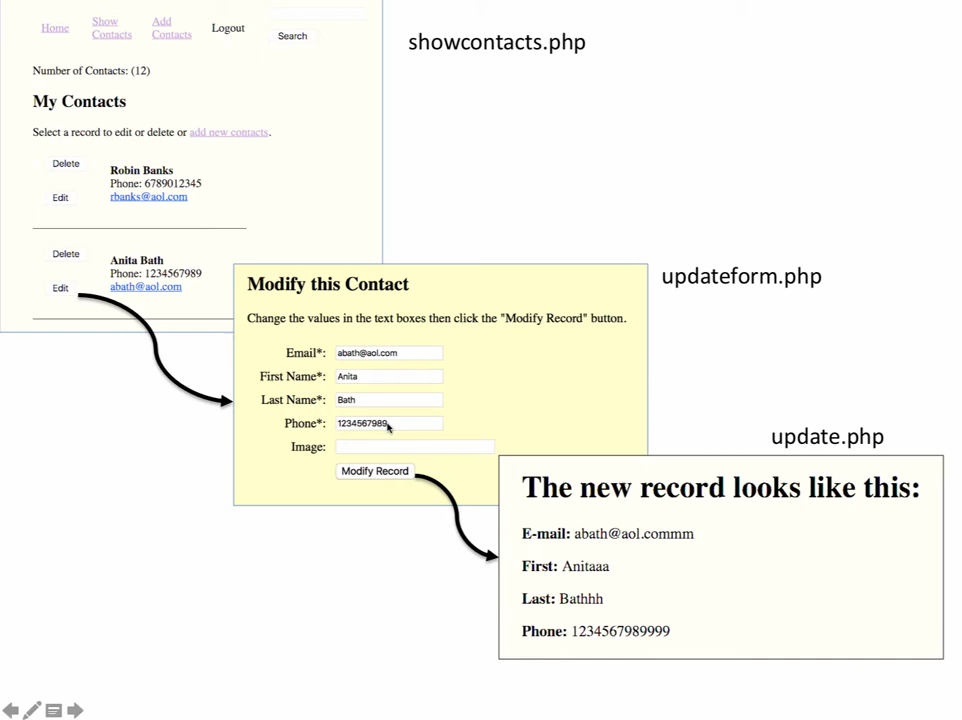 Home Show Contacts Add Contacts Logout Search
showcontacts.php
Number of Contacts: (12)
My Contacts
Select a record to edit or delete or add new contacts.
Delete
Edit
Robin Banks
Phone: 6789012345
rbanks@aol.com
Delete
Edit
Anita Bath
Phone: 1234567989
abath@aol.com
updateform.php
Modify this Contact
Change the values in the text boxes then click the "Modify Record" button.
Email*: abath@aol.com
First Name*: Anita
Last Name*: Bath
Phone*: 1234567989
Image:
Modify Record
update.php
The new record looks like this:
E-mail: abath@aol.commm
First: Anitaaa
Last: Bathhh
Phone: 1234567989999